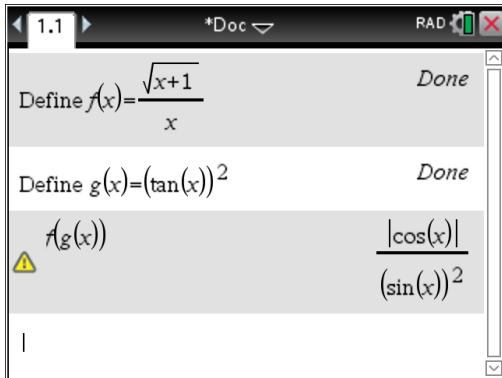 1.1 *Doc RAD
Define f(x)=√(x+1)/x Done
Define g(x)=(tan(x))² Done
f(g(x)) |cos(x)|/(sin(x))²